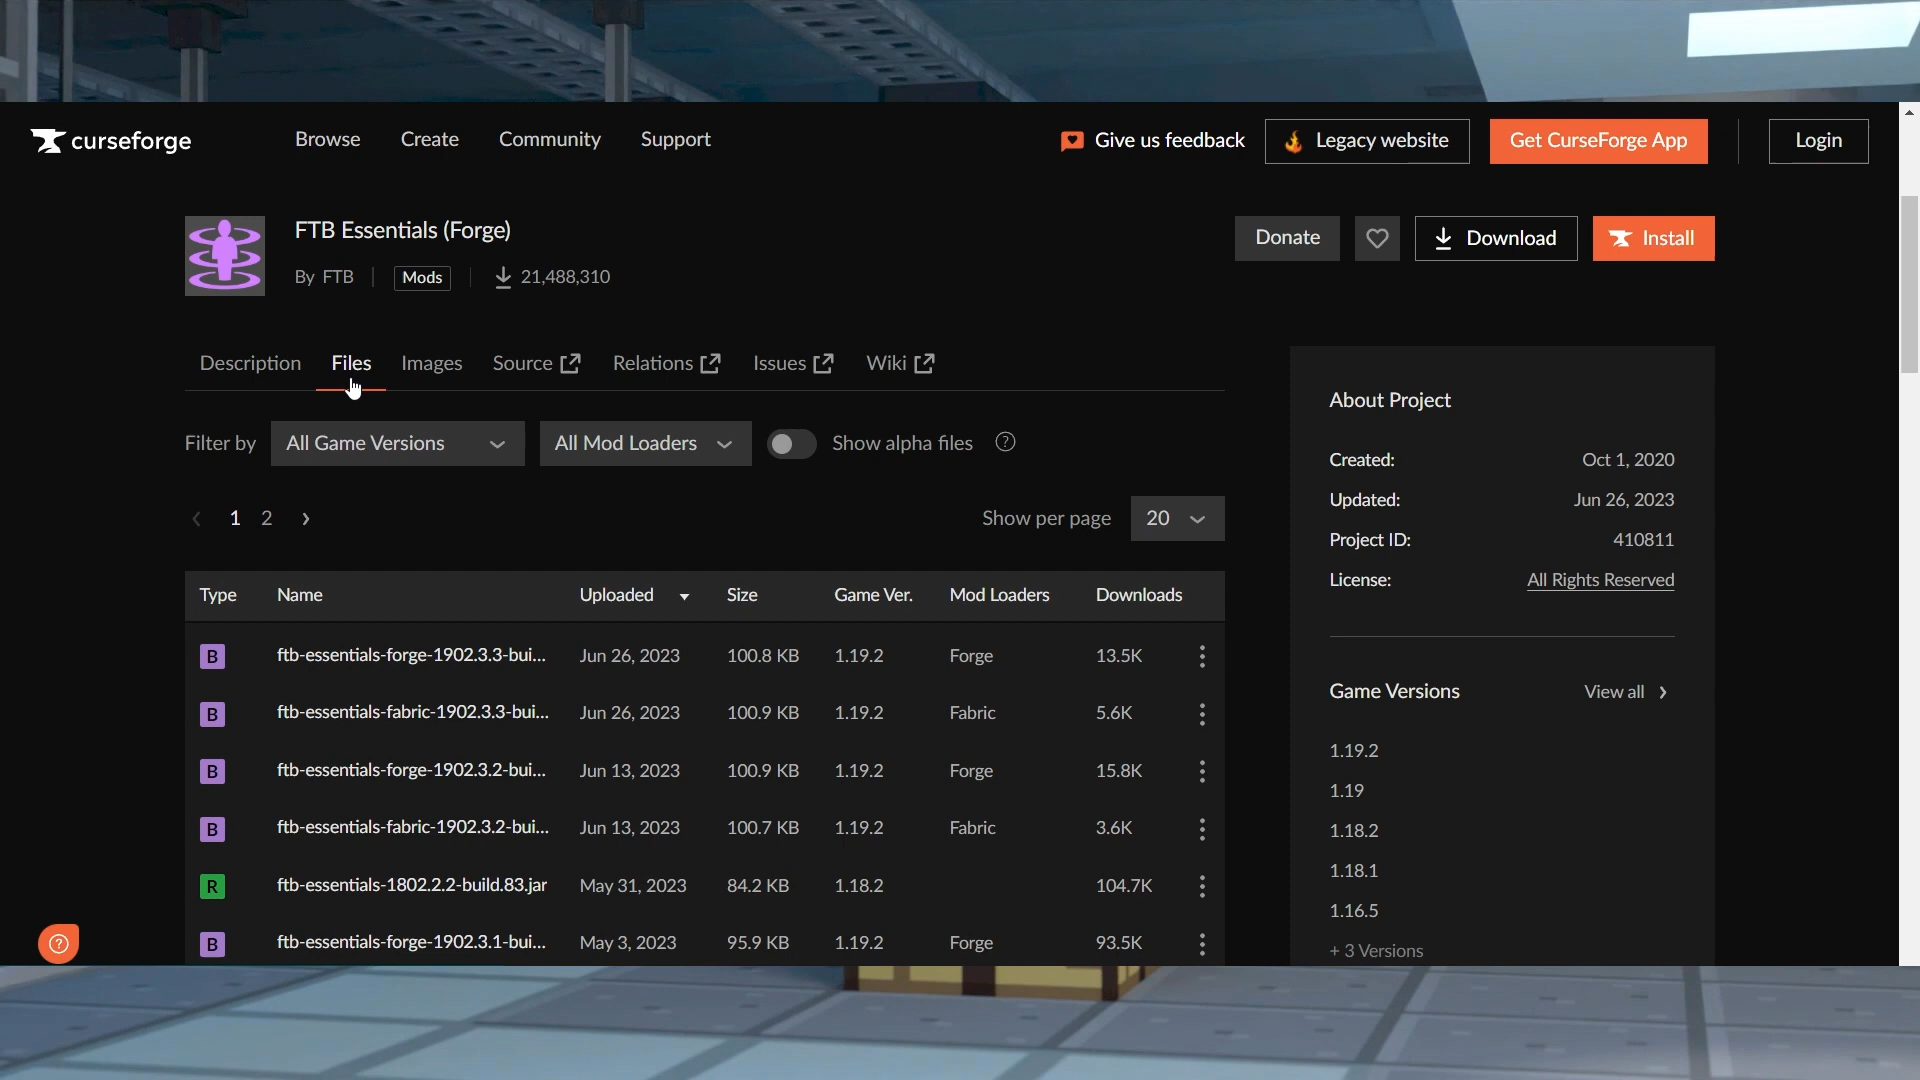 curseforge
Browse Create Community Support
Give us feedback
Legacy website
Get CurseForge App
Login
FTB Essentials (Forge)
By FTB Mods 21,488,310
Donate
Download
Install
Description Files Images Source Relations Issues Wiki
Filter by All Game Versions All Mod Loaders Show alpha files ?
1 2
Show per page 20
Type Name Uploaded Size Game Ver. Mod Loaders Downloads
B ftb-essentials-forge-1902.3.3-bui... Jun 26, 2023 100.8 KB 1.19.2 Forge 13.5K
B ftb-essentials-fabric-1902.3.3-bui... Jun 26, 2023 100.9 KB 1.19.2 Fabric 5.6K
B ftb-essentials-forge-1902.3.2-bui... Jun 13, 2023 100.9 KB 1.19.2 Forge 15.8K
B ftb-essentials-fabric-1902.3.2-bui... Jun 13, 2023 100.7 KB 1.19.2 Fabric 3.6K
R ftb-essentials-1802.2.2-build.83.jar May 31, 2023 84.2 KB 1.18.2 104.7K
B ftb-essentials-forge-1902.3.1-bui... May 3, 2023 95.9 KB 1.19.2 Forge 93.5K
About Project
Created: Oct 1, 2020
Updated: Jun 26, 2023
Project ID: 410811
License: All Rights Reserved
Game Versions View all
1.19.2
1.19
1.18.2
1.18.1
1.16.5
+ 3 Versions
?